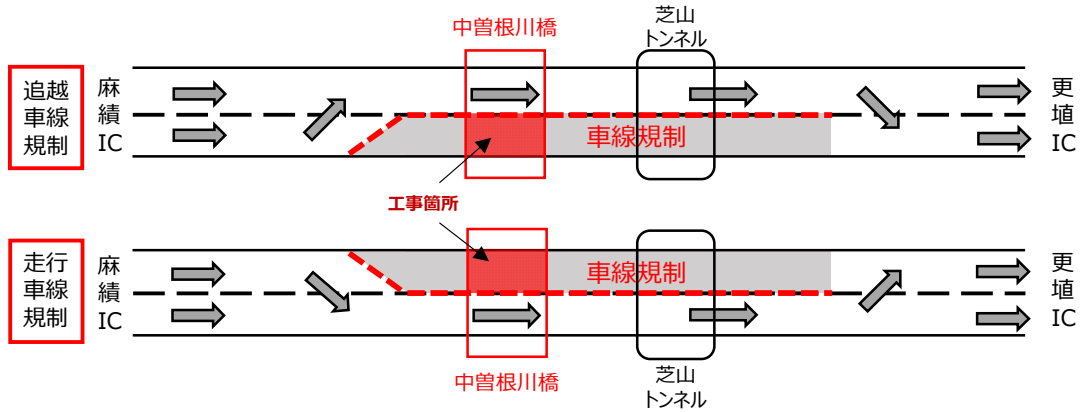 中曽根川橋
芝山
トンネル
追越
車線
規制
麻
績
IC
車線規制
更
埴
IC
工事箇所
走行
車線
規制
麻
績
IC
車線規制
更
埴
IC
中曽根川橋
芝山
トンネル